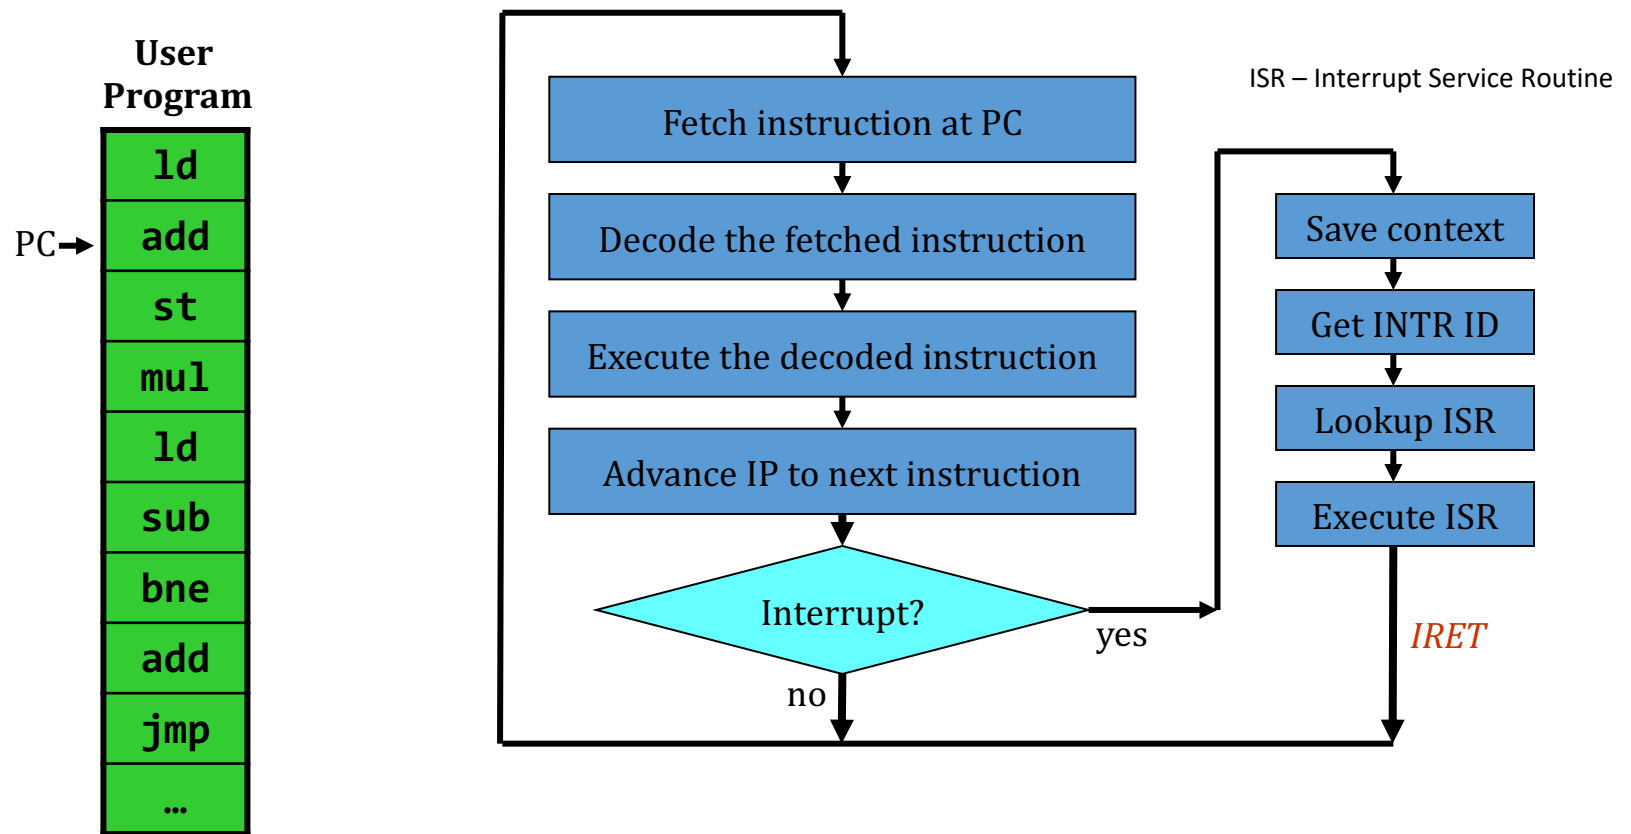 User
Program
ld
PC
add
st
mul
ld
sub
bne
add
jmp
…
Fetch instruction at PC
Decode the fetched instruction
Execute the decoded instruction
Advance IP to next instruction
Interrupt?
yes
no
ISR – Interrupt Service Routine
Save context
Get INTR ID
Lookup ISR
Execute ISR
IRET